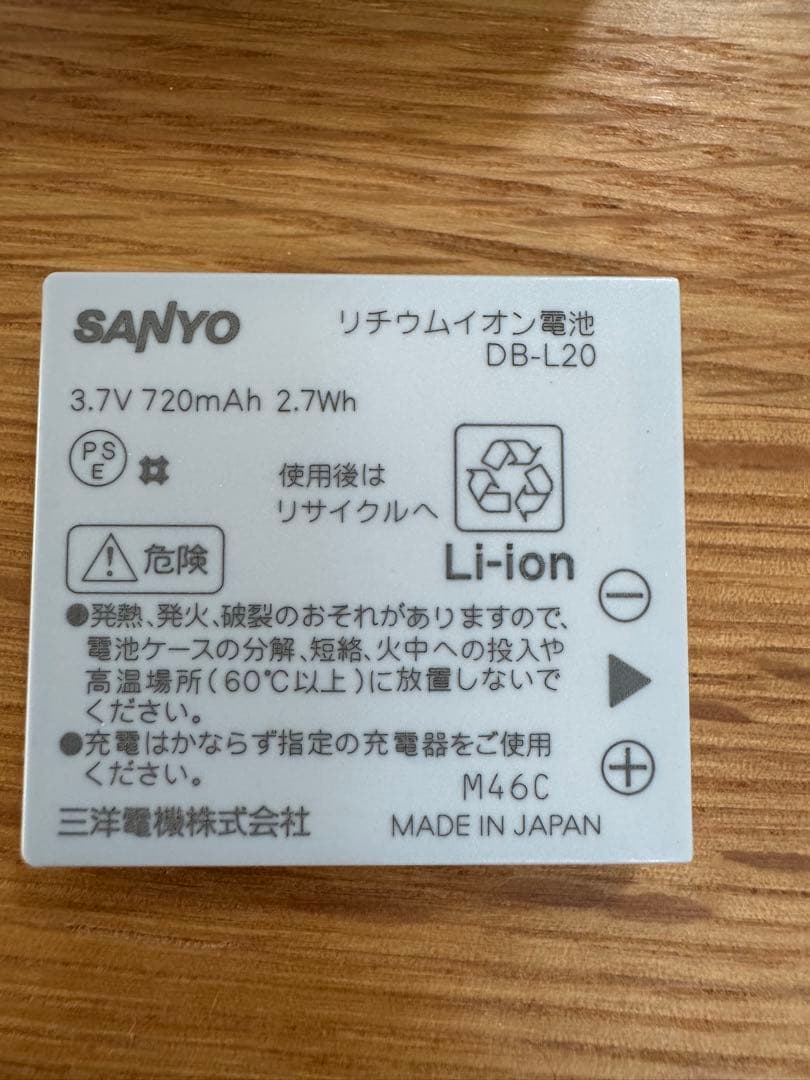 SANYO
リチウムイオン電池
DB-L20
3.7V 720mAh 2.7Wh
PS
E
使用後は
リサイクルへ
Li-ion
危険
●発熱、発火、破裂のおそれがありますので、
電池ケースの分解、短絡、火中への投入や
高温場所(60℃以上)に放置しないで
ください。
●充電はかならず指定の充電器をご使用
ください。
M46C
三洋電機株式会社
MADE IN JAPAN